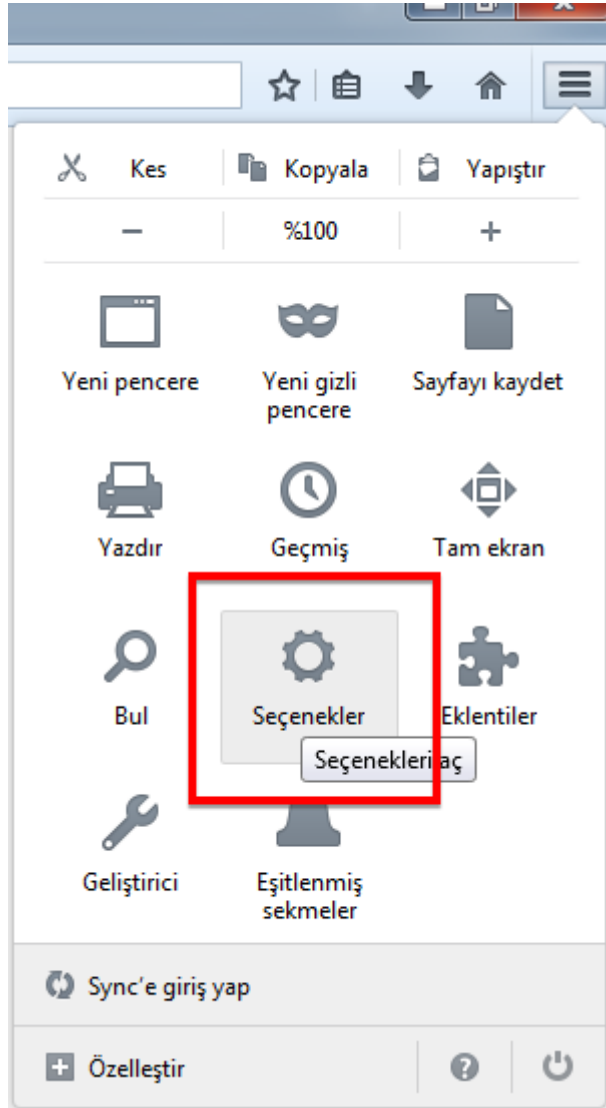 Kes Kopyala Yapıştır
− %100 +
Yeni pencere Yeni gizli pencere Sayfayı kaydet
Yazdır Geçmiş Tam ekran
Bul Seçenekler Eklentiler
Seçenekleri aç
Geliştirici Eşitlenmiş sekmeler
Sync'e giriş yap
Özelleştir